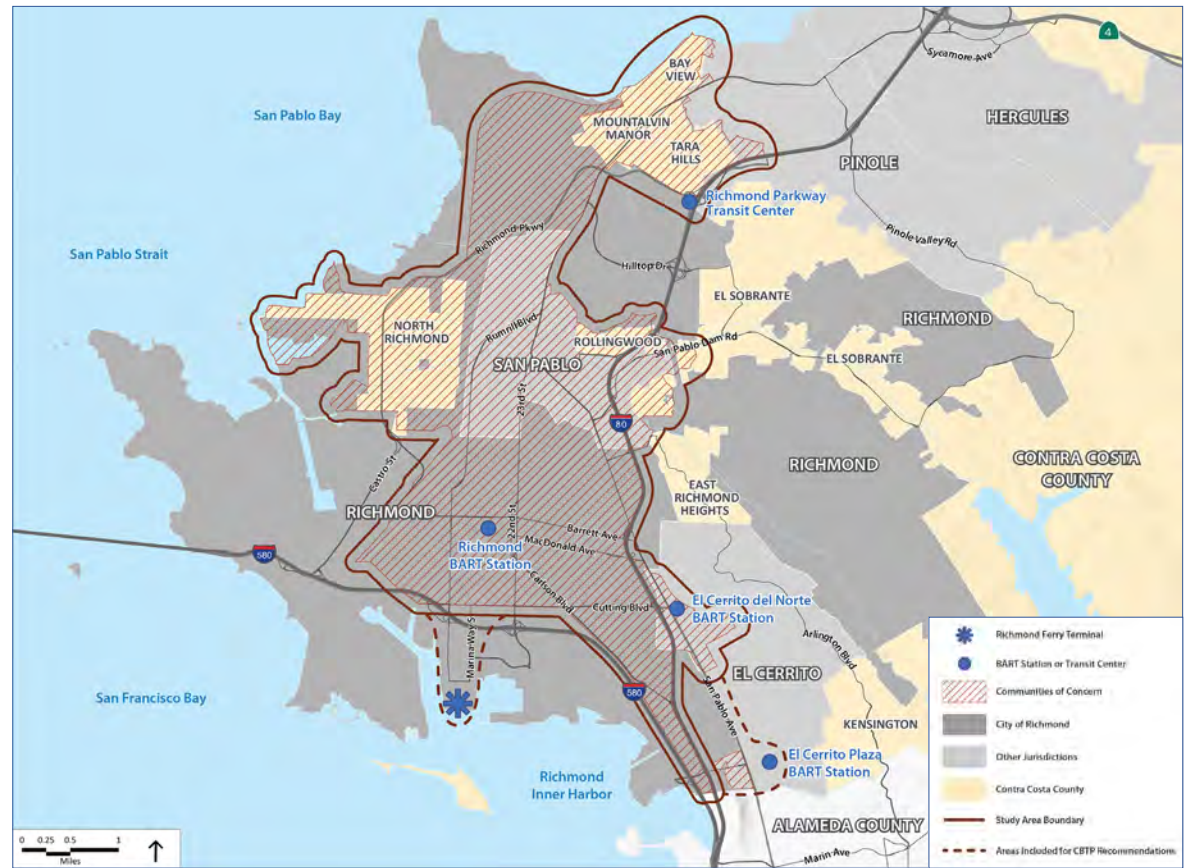 4
Sycamore Ave
BAY
VIEW
San Pablo Bay
HERCULES
MOUNTALVIN
MANOR
TARA
HILLS
PINOLE
Richmond Parkway
Transit Center
Richmond Pkwy
Pinole Valley Rd
San Pablo Strait
Hilltop Dr
EL SOBRANTE
RICHMOND
NORTH
RICHMOND
Rumrill Blvd
ROLLINGWOOD
San Pablo Dam Rd
EL SOBRANTE
SAN PABLO
23rd St
80
CONTRA COSTA
COUNTY
RICHMOND
Castro St
EAST
RICHMOND
HEIGHTS
RICHMOND
22nd St
Barrett Ave
MacDonald Ave
Richmond
BART Station
580
Carlson Blvd
Cutting Blvd
El Cerrito del Norte
BART Station
Marina Way S
Arlington Blvd
EL CERRITO
San Francisco Bay
580
San Pablo Ave
KENSINGTON
El Cerrito Plaza
BART Station
Richmond
Inner Harbor
ALAMEDA COUNTY
Marin Ave
Richmond Ferry Terminal
BART Station or Transit Center
Communities of Concern
City of Richmond
Other Jurisdictions
Contra Costa County
Study Area Boundary
Areas Included for CBTP Recommendations
0 0.25 0.5 1
Miles